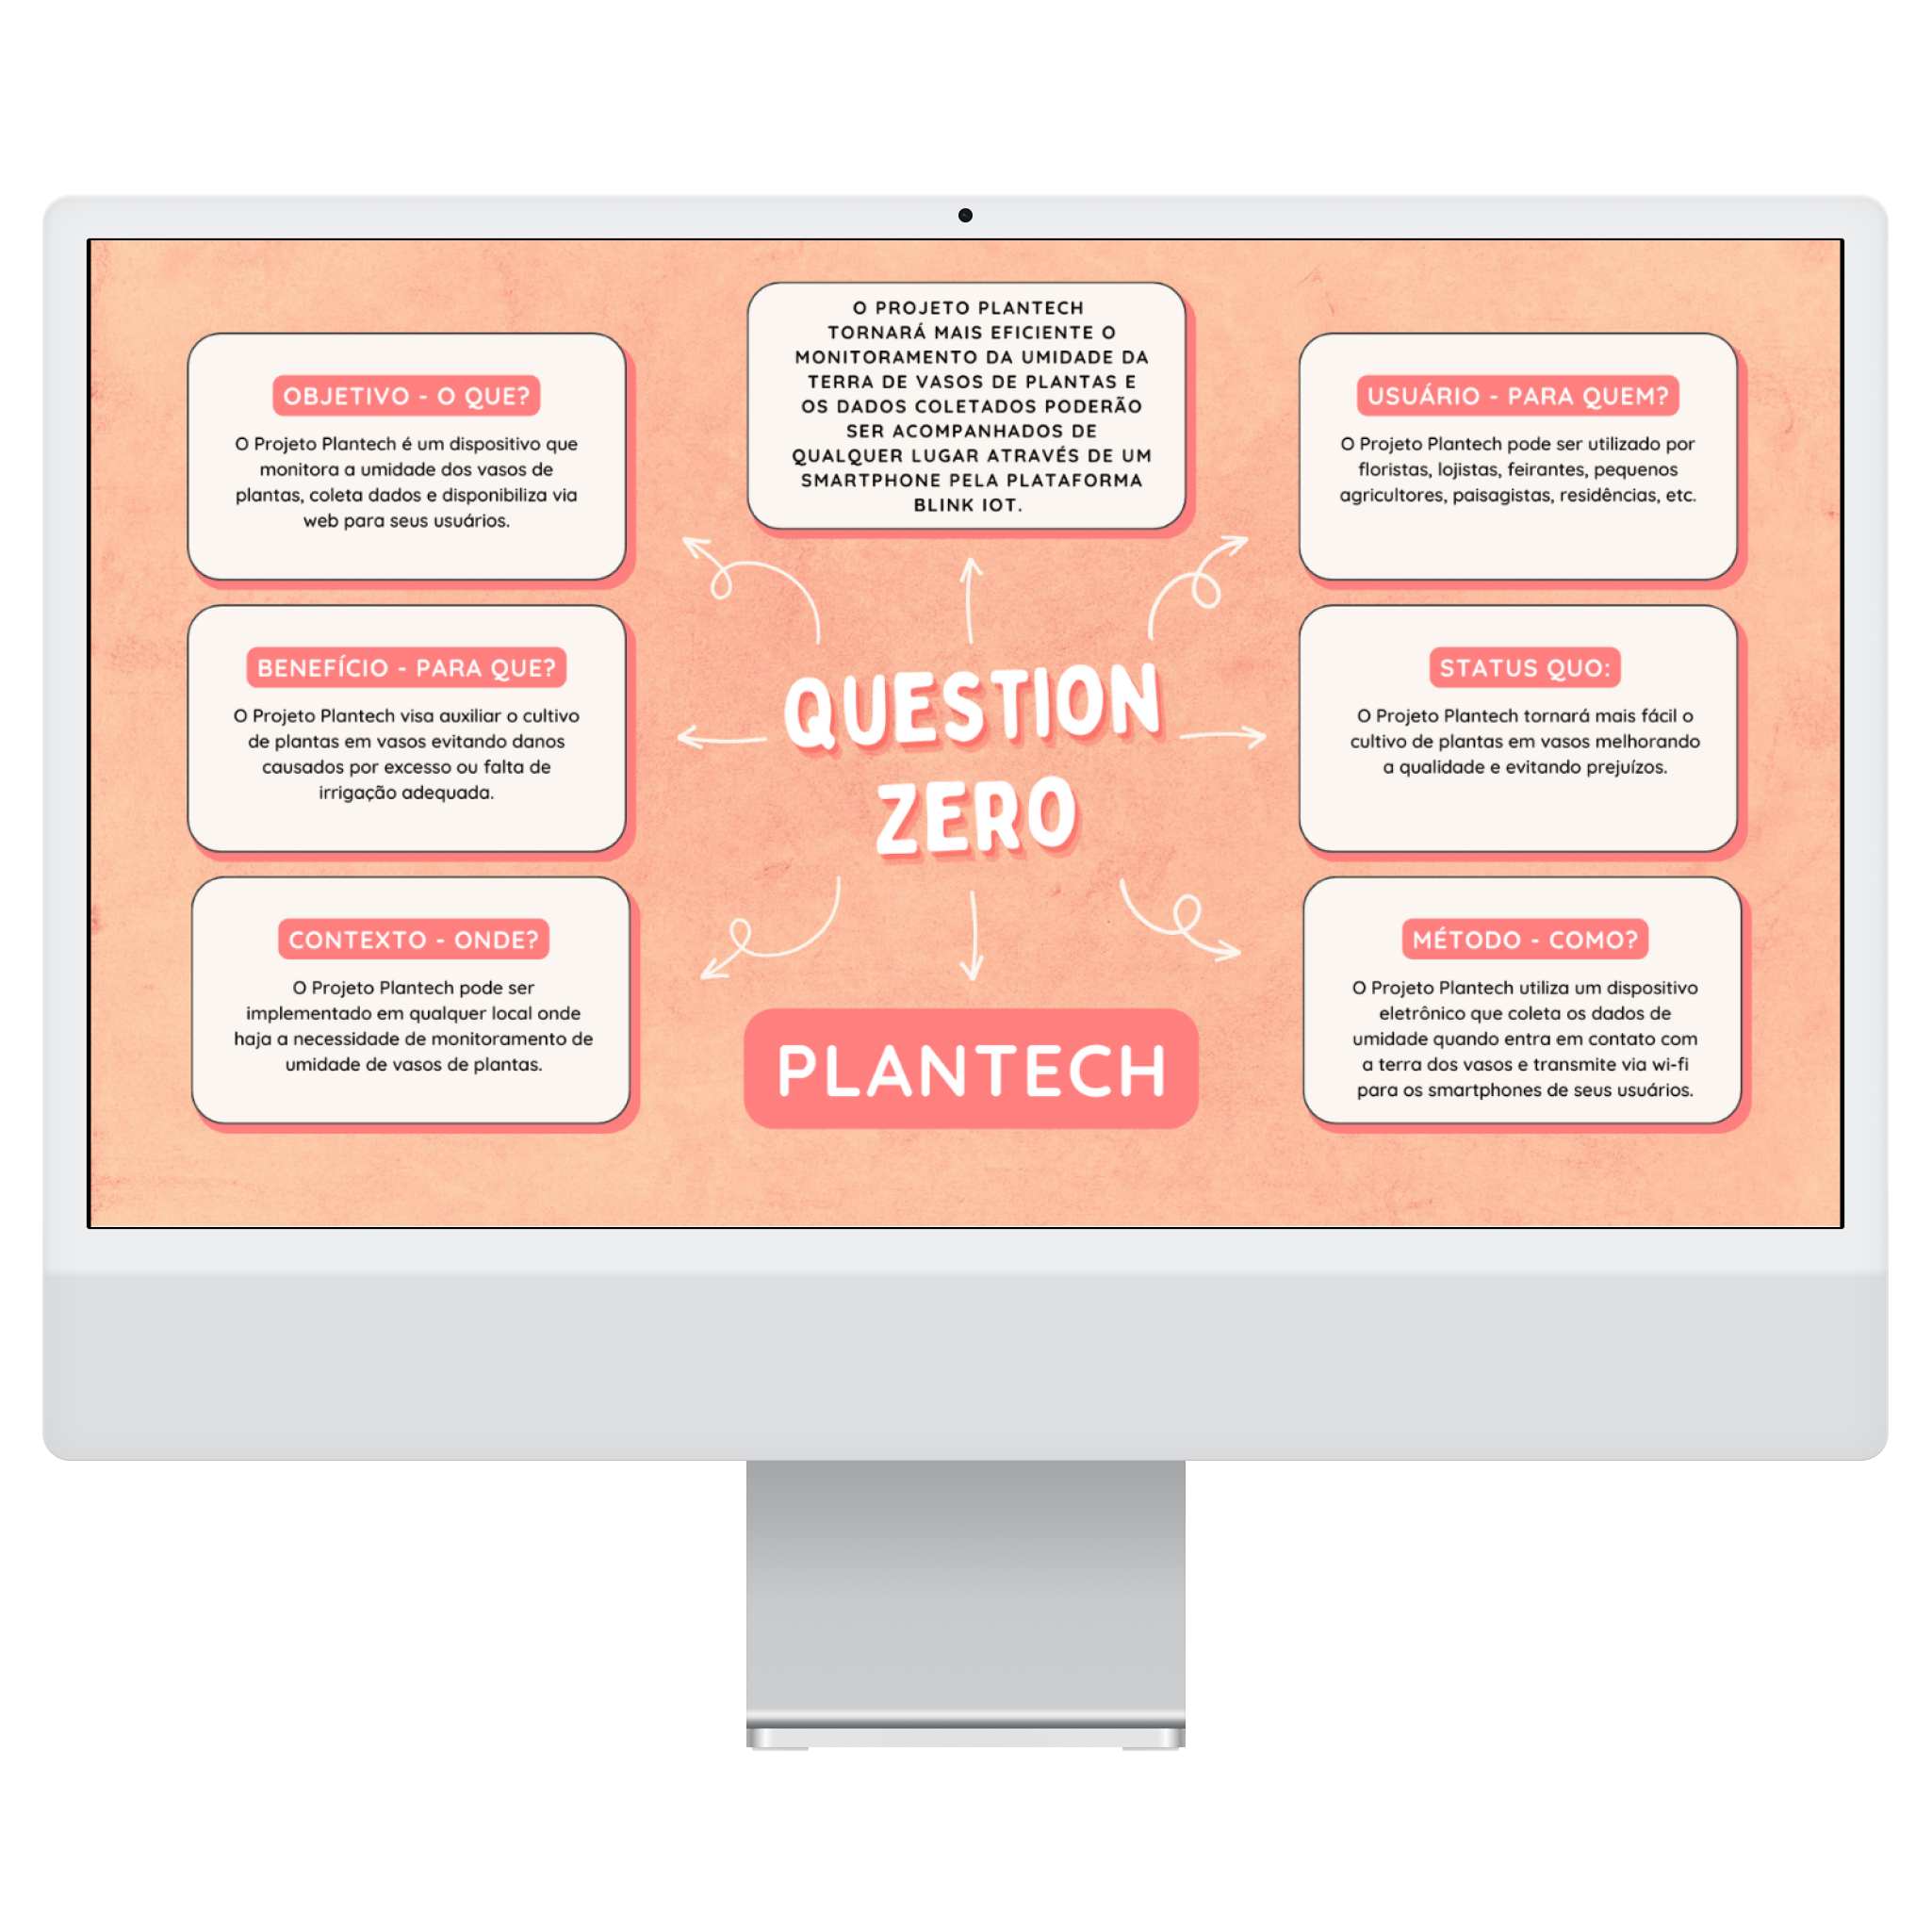 OBJETIVO - O QUE?
O Projeto Plantech é um dispositivo que
monitora a umidade dos vasos de
plantas, coleta dados e disponibiliza via
web para seus usuários.
BENEFÍCIO - PARA QUE?
O Projeto Plantech visa auxiliar o cultivo
de plantas em vasos evitando danos
causados por excesso ou falta de
irrigação adequada.
CONTEXTO - ONDE?
O Projeto Plantech pode ser
implementado em qualquer local onde
haja a necessidade de monitoramento de
umidade de vasos de plantas.
O PROJETO PLANTECH
TORNARÁ MAIS EFICIENTE O
MONITORAMENTO DA UMIDADE DA
TERRA DE VASOS DE PLANTAS E
OS DADOS COLETADOS PODERÃO
SER ACOMPANHADOS DE
QUALQUER LUGAR ATRAVÉS DE UM
SMARTPHONE PELA PLATAFORMA
BLINK IOT.
QUESTION
ZERO
PLANTECH
USUÁRIO - PARA QUEM?
O Projeto Plantech pode ser utilizado por
floristas, lojistas, feirantes, pequenos
agricultores, paisagistas, residências, etc.
STATUS QUO:
O Projeto Plantech tornará mais fácil o
cultivo de plantas em vasos melhorando
a qualidade e evitando prejuízos.
MÉTODO - COMO?
O Projeto Plantech utiliza um dispositivo
eletrônico que coleta os dados de
umidade quando entra em contato com
a terra dos vasos e transmite via wi-fi
para os smartphones de seus usuários.